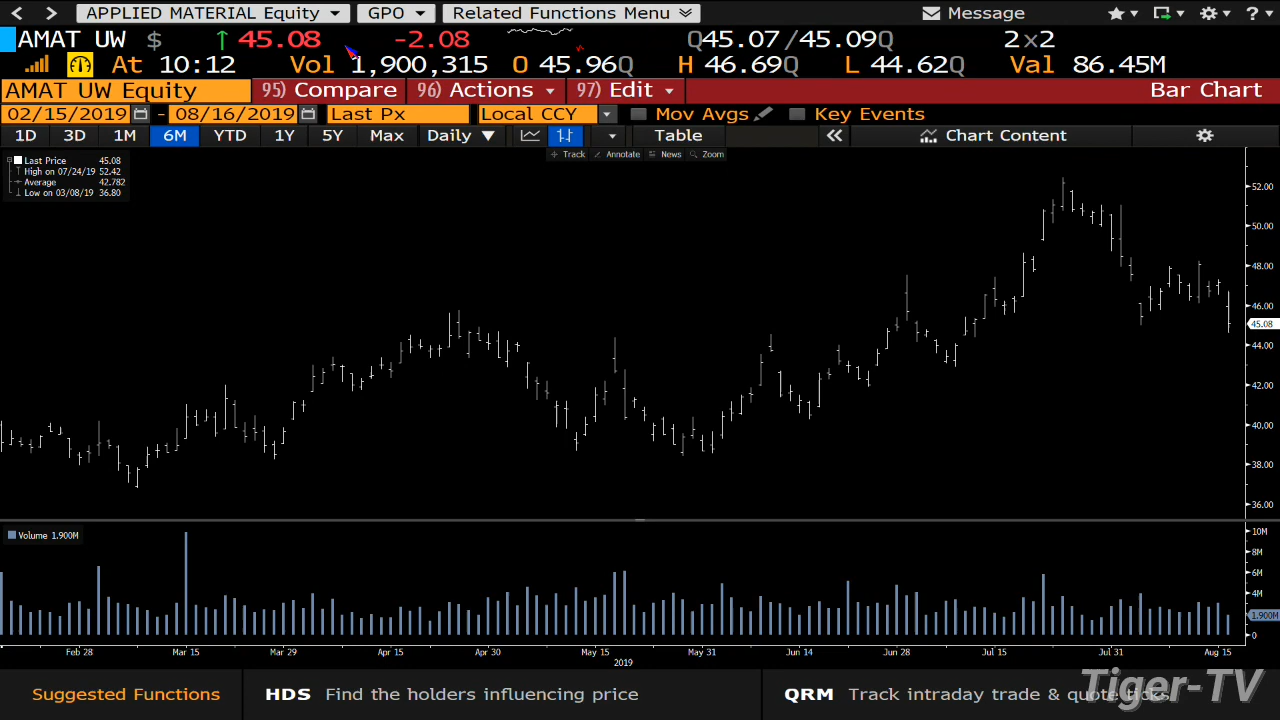 APPLIED MATERIAL Equity GPO Related Functions Menu Message ?
AMAT UW $ ↑ 45.08 -2.08 Q45.07/45.09Q 2×2
At 10:12 Vol 1,900,315 O 45.96Q H 46.69Q L 44.62Q Val 86.45M
AMAT UW Equity 95) Compare 96) Actions 97) Edit Bar Chart
02/15/2019 - 08/16/2019 Last Px Local CCY Mov Avgs Key Events
1D 3D 1M 6M YTD 1Y 5Y Max Daily ▼ Table « Chart Content
Track Annotate News Zoom
Last Price 45.08
High on 07/24/19 52.42
Average 42.782
Low on 03/08/19 36.80
52.00
50.00
48.00
46.00
45.08
44.00
42.00
40.00
38.00
36.00
Volume 1.900M
10M
8M
6M
4M
1.900M
0
Feb 28 Mar 15 Mar 29 Apr 15 Apr 30 May 15 May 31 Jun 14 Jun 28 Jul 15 Jul 31 Aug 15
2019
Suggested Functions HDS Find the holders influencing price QRM Track intraday trade & quote ticks
Tiger-TV